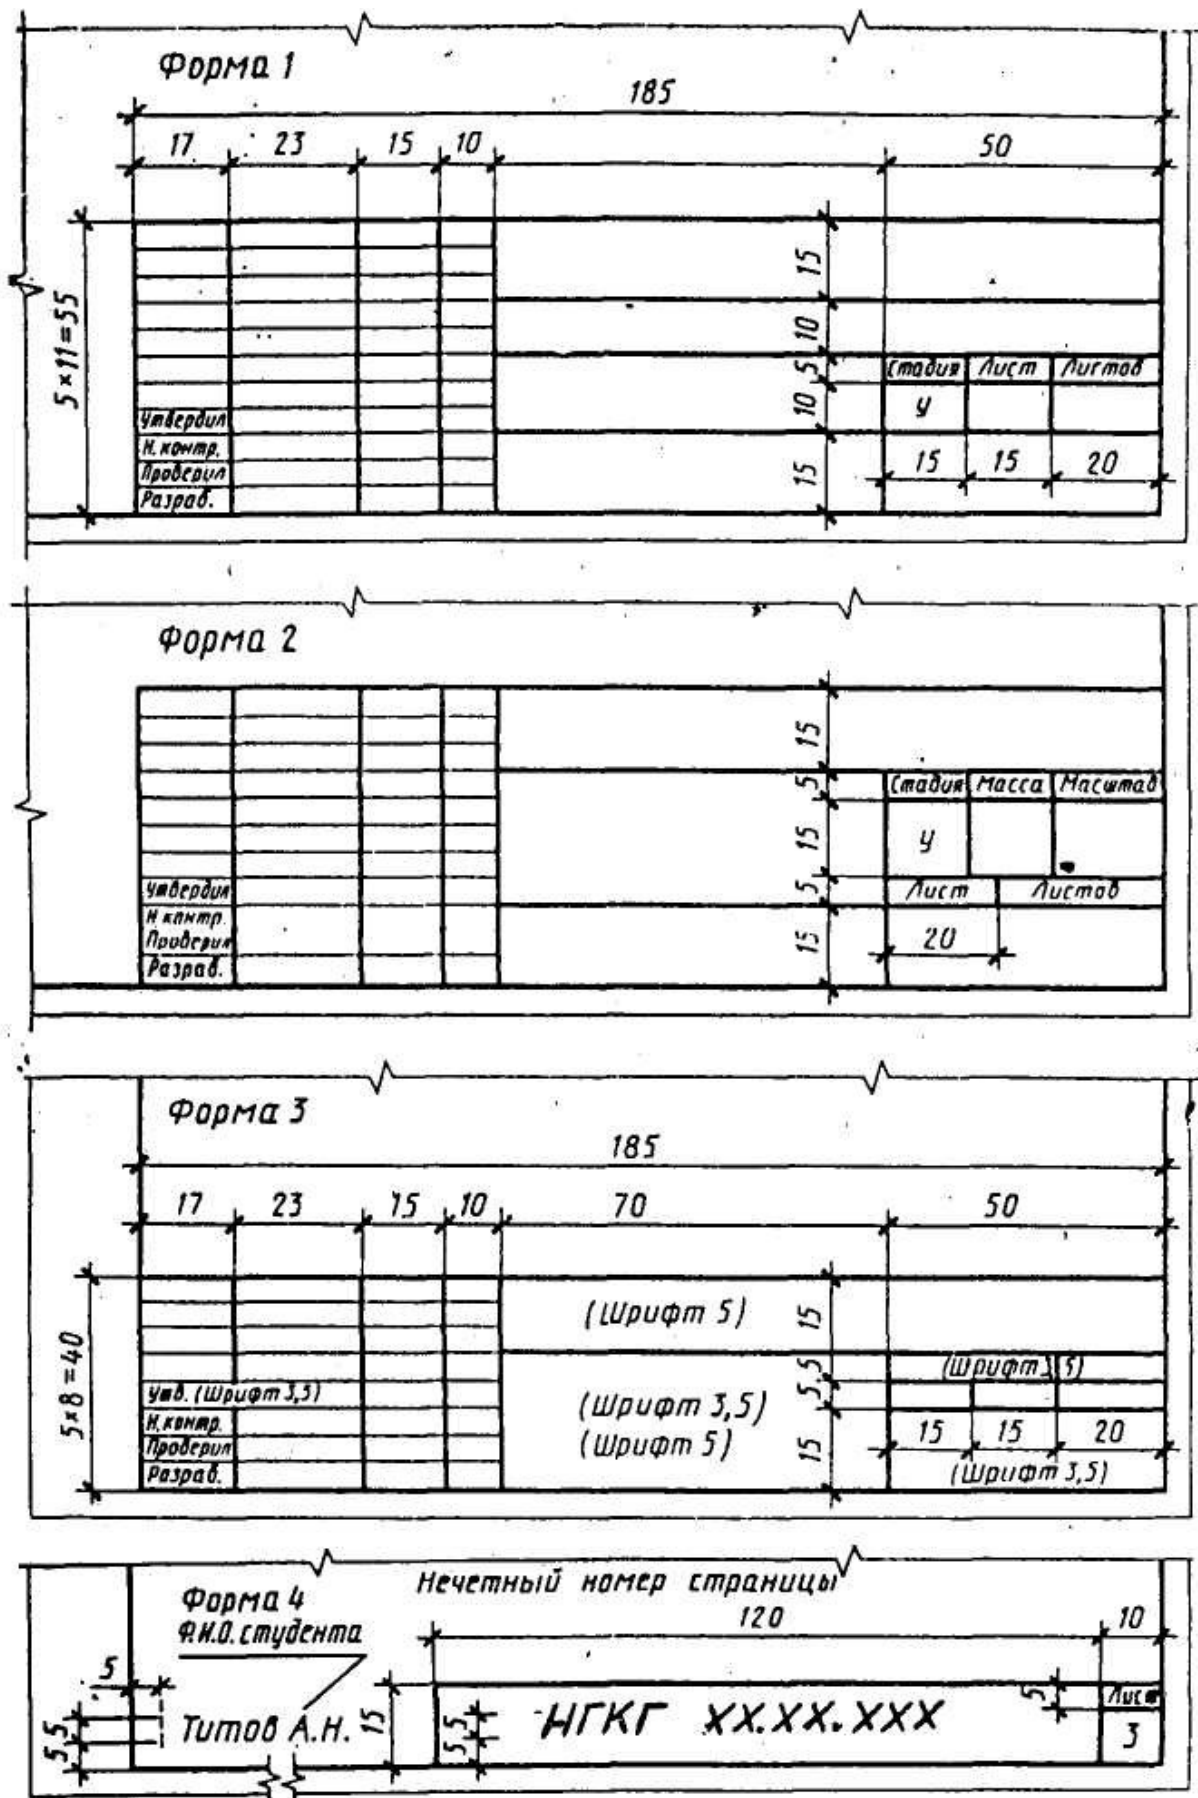 Форма 1
185
17 23 15 10 50
5×11=55
15
10
5
10
15
Стадия Лист Листов
У
15 15 20
Утвердил
Н. контр.
Проверил
Разраб.
Форма 2
15
5
15
5
15
Стадия Масса Масштаб
У
Лист Листов
20
Утвердил
Н контр.
Проверил
Разраб.
Форма 3
185
17 23 15 10 70 50
5×8=40
(Шрифт 5)
15
5
5
15
(Шрифт 3,5)
Утв. (Шрифт 3,5)
(Шрифт 3,5)
(Шрифт 5)
15 15 20
(Шрифт 3,5)
Н. контр.
Проверил
Разраб.
Форма 4
Нечетный номер страницы
Ф.И.О. студента
120 10
5
5
5
Титов А.Н.
15
5
5
НГКГ XX.XX.XXX
5
Лист
3